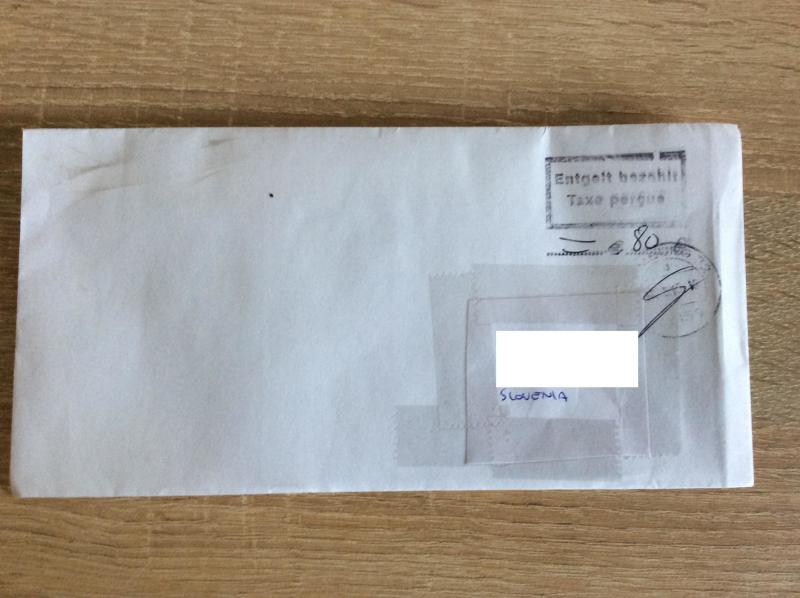 Entgelt bezahlt
Taxe perçue
— € 80
SLOVENIA